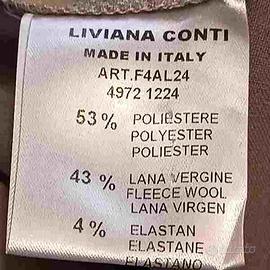 LIVIANA CONTI
MADE IN ITALY
ART.F4AL24
4972 1224
53% POLIESTERE
POLYESTER
POLIESTER
43% LANA VERGINE
FLEECE WOOL
LANA VIRGEN
4% ELASTAN
ELASTANE
ELASTANO
subito